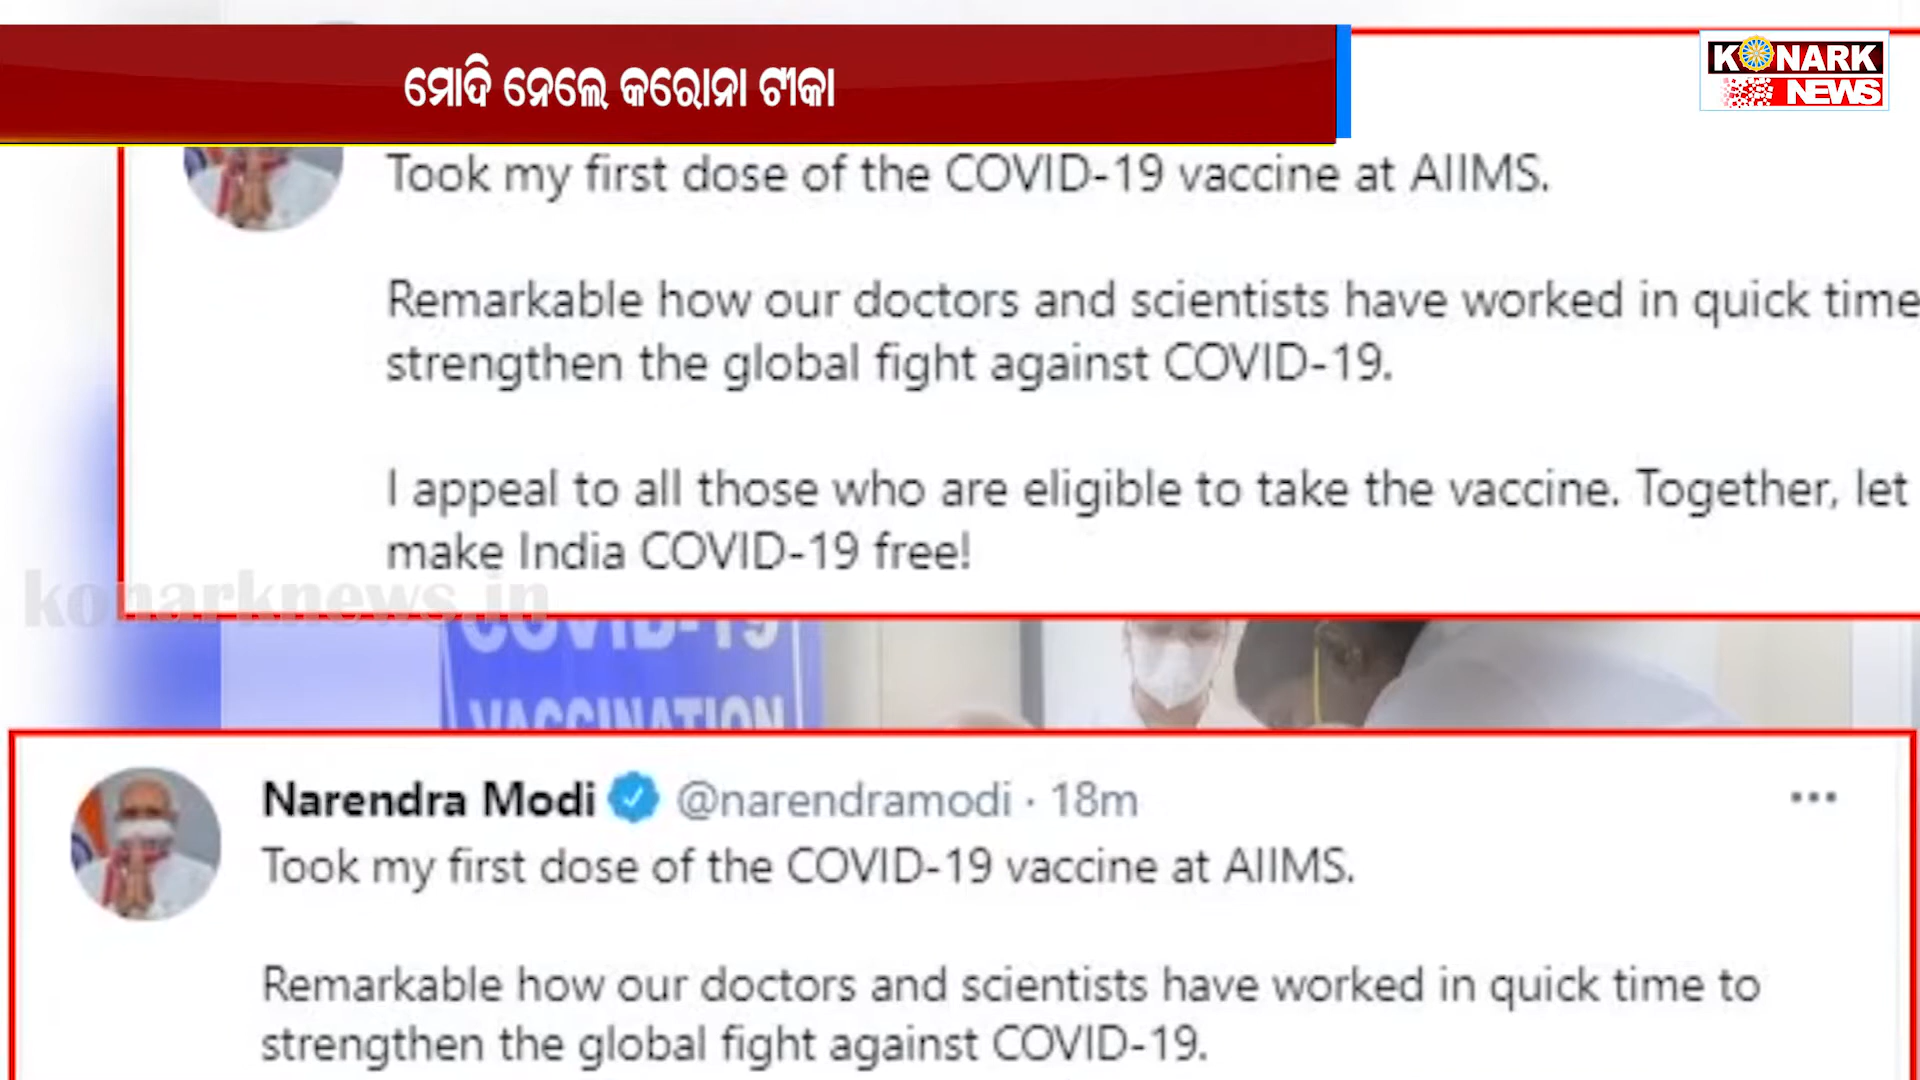 ମୋଦି ନେଲେ କରୋନା ଟୀକା
KONARK
NEWS
Took my first dose of the COVID-19 vaccine at AIIMS.
Remarkable how our doctors and scientists have worked in quick time
strengthen the global fight against COVID-19.
I appeal to all those who are eligible to take the vaccine. Together, let
make India COVID-19 free!
konarknews.in
COVID-19
VACCINATION
Narendra Modi @narendramodi · 18m
Took my first dose of the COVID-19 vaccine at AIIMS.
Remarkable how our doctors and scientists have worked in quick time to
strengthen the global fight against COVID-19.